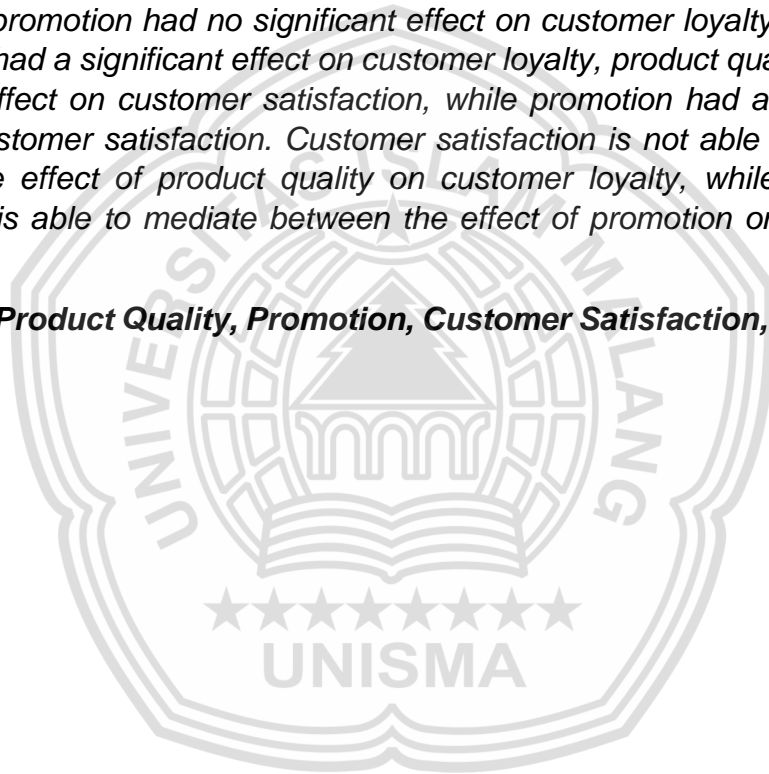 promotion had no significant effect on customer loyalty
had a significant effect on customer loyalty, product qua
ffect on customer satisfaction, while promotion had a
stomer satisfaction. Customer satisfaction is not able
e effect of product quality on customer loyalty, while
is able to mediate between the effect of promotion or
Product Quality, Promotion, Customer Satisfaction,
UNIVERSITAS ISLAM MALANG
UNISMA